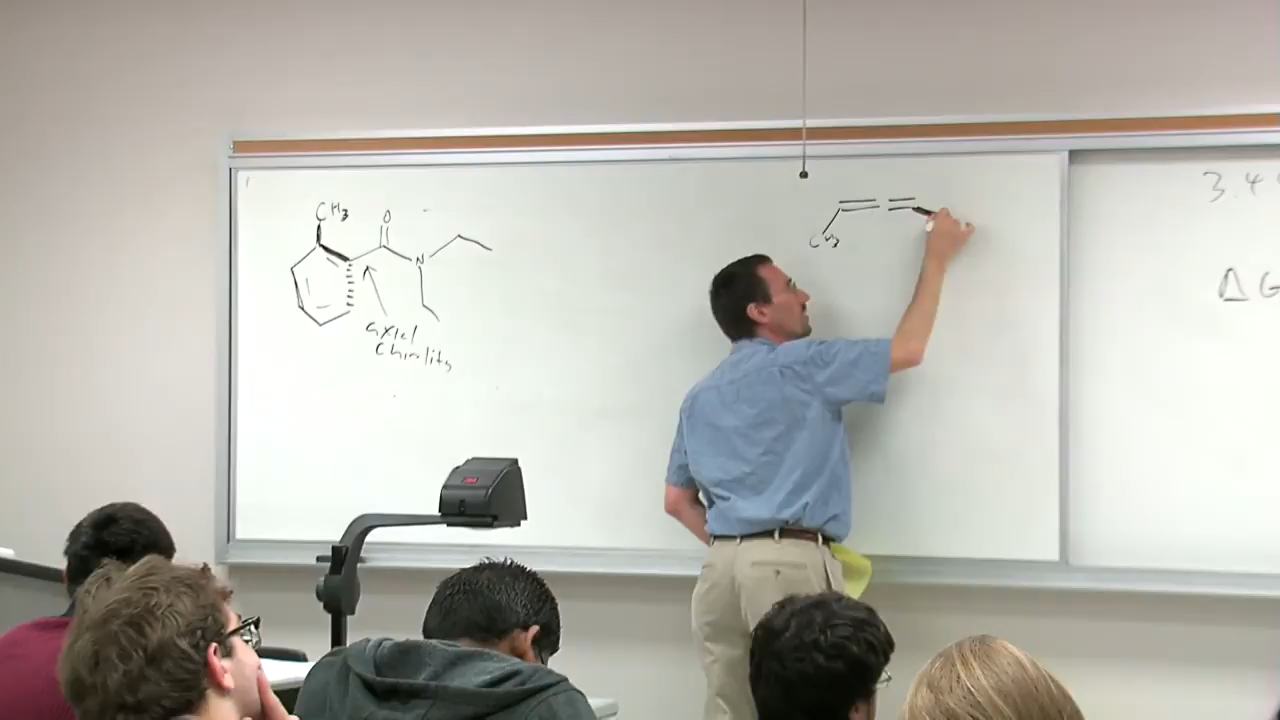 CH3
O
N
axial
Chirality
CH3
3.4
ΔG